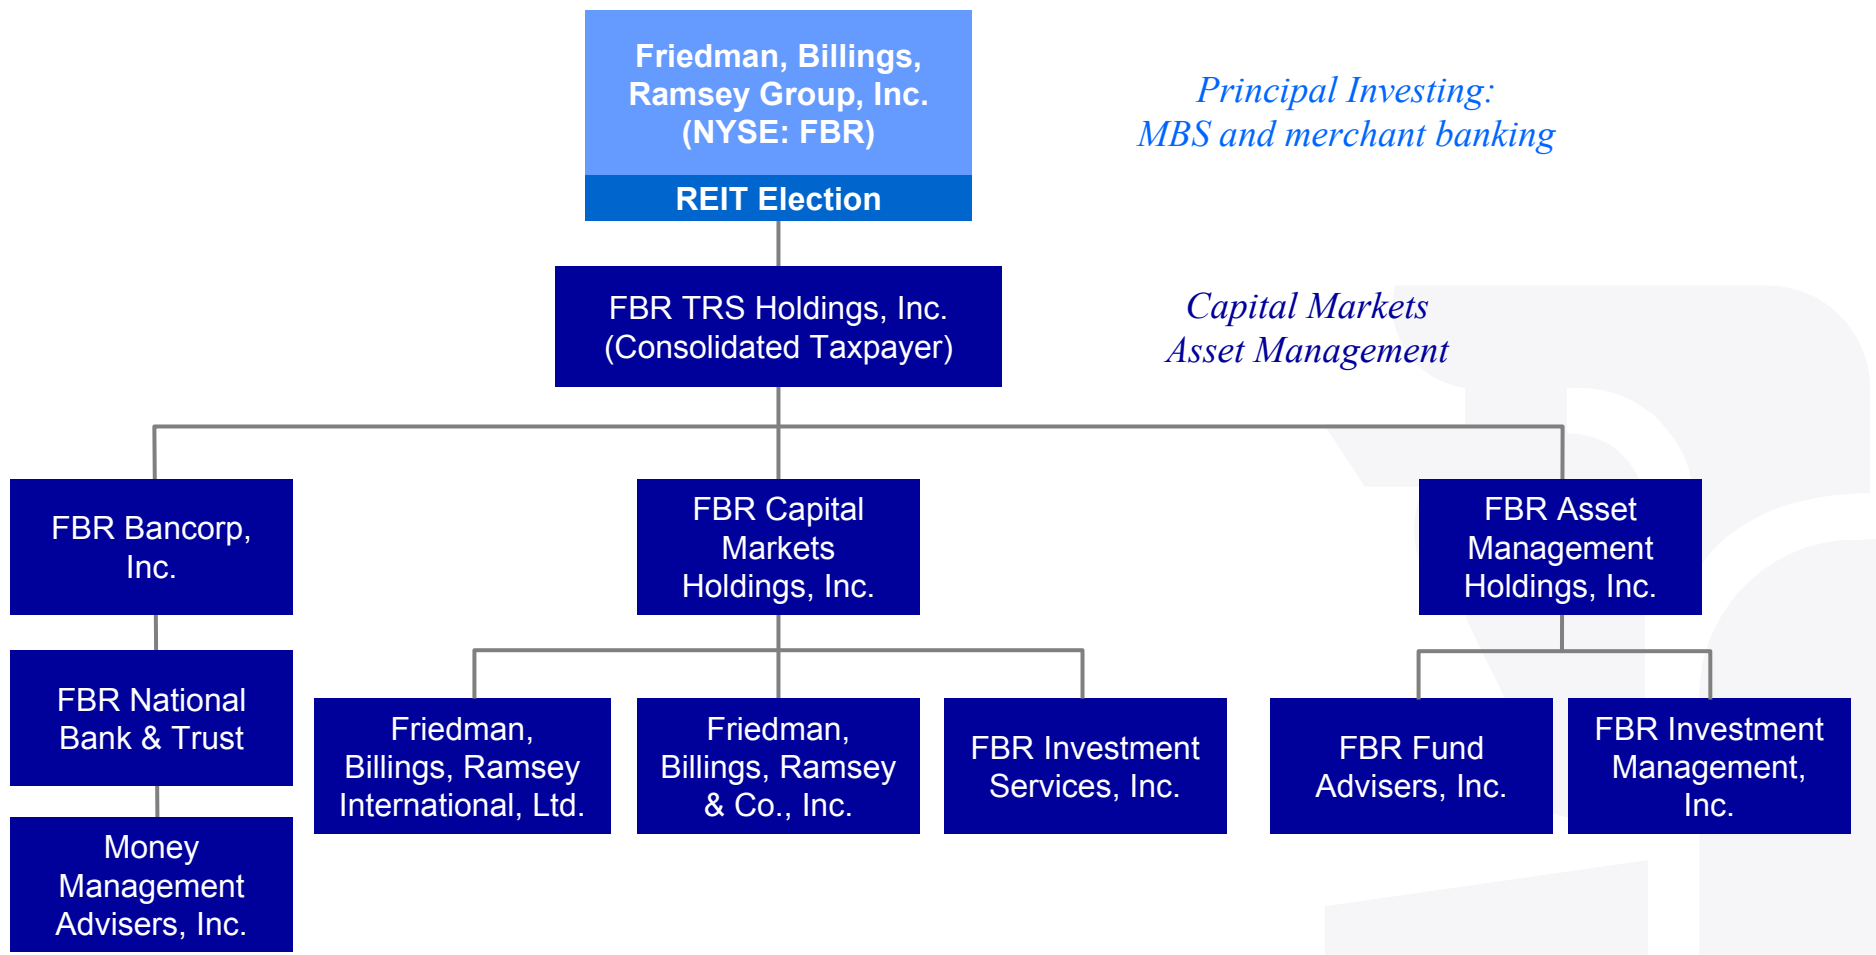 Friedman, Billings,
Ramsey Group, Inc.
(NYSE: FBR)
REIT Election
Principal Investing:
MBS and merchant banking
FBR TRS Holdings, Inc.
(Consolidated Taxpayer)
Capital Markets
Asset Management
FBR Bancorp,
Inc.
FBR Capital
Markets
Holdings, Inc.
FBR Asset
Management
Holdings, Inc.
FBR National
Bank & Trust
Friedman,
Billings, Ramsey
International, Ltd.
Friedman,
Billings, Ramsey
& Co., Inc.
FBR Investment
Services, Inc.
FBR Fund
Advisers, Inc.
FBR Investment
Management,
Inc.
Money
Management
Advisers, Inc.